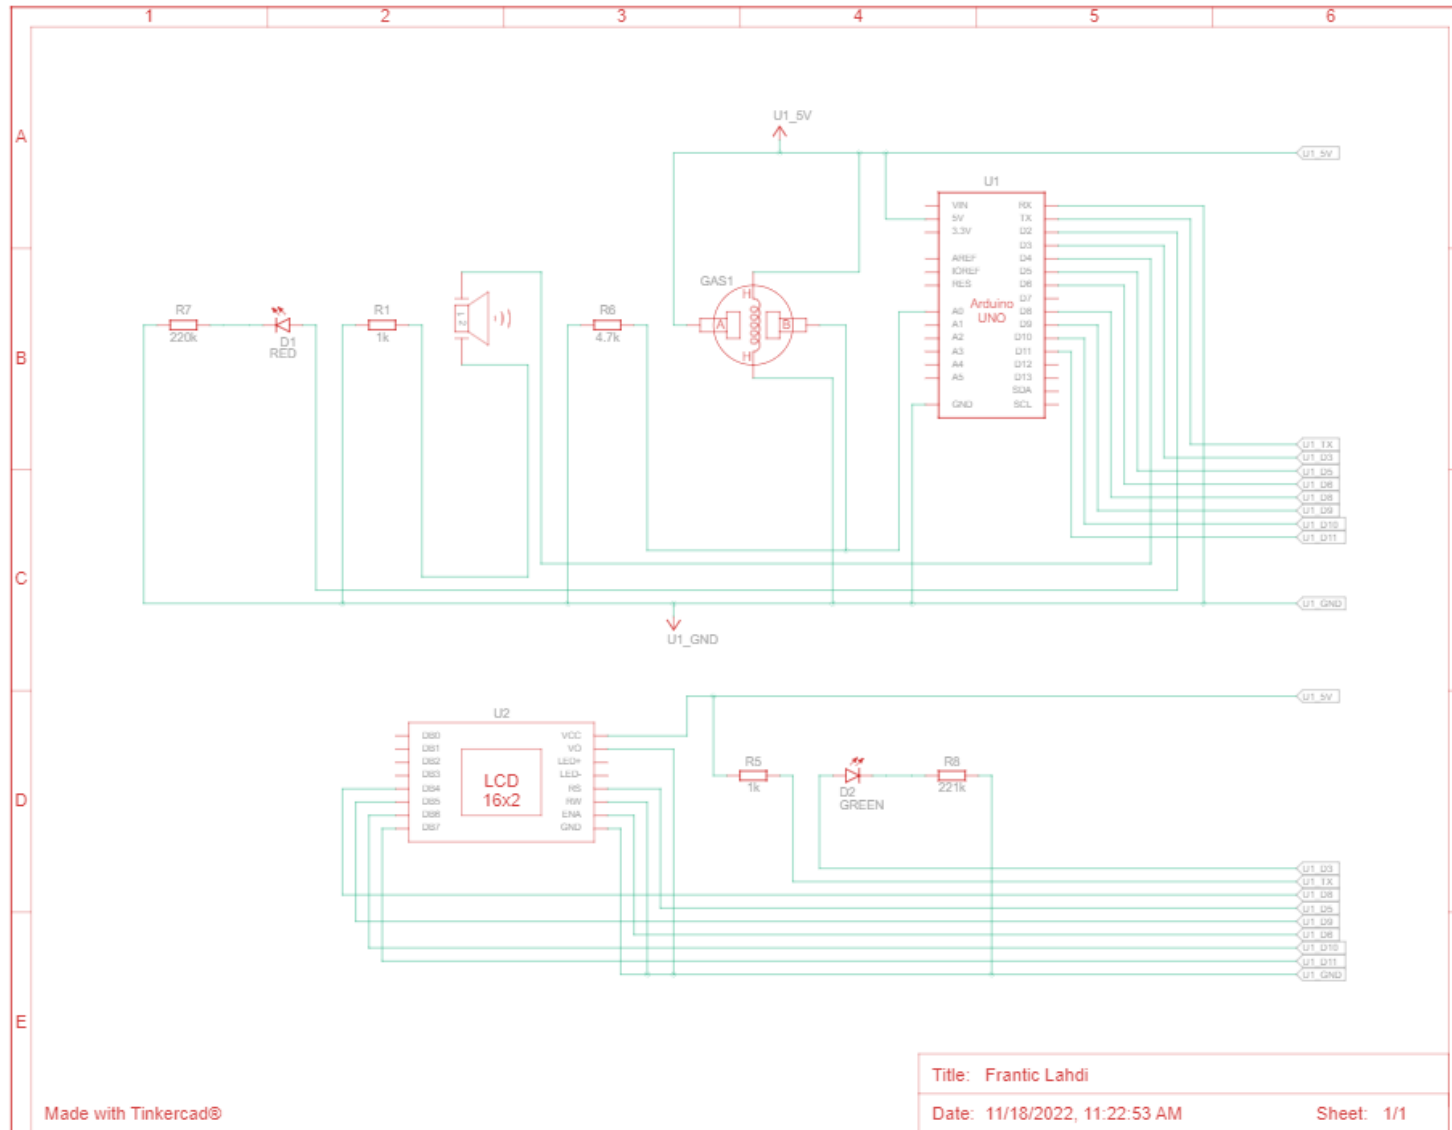 1 2 3 4 5 6
A
U1_5V
U1_5V
U1
VIN RX
5V TX
3.3V D2
D3
AREF D4
IOREF D5
RES D6
D7
Arduino
UNO
A0 D8
A1 D9
A2 D10
A3 D11
A4 D12
A5 D13
SDA
GND SCL
GAS1
H
A B
H
R7
220k
D1
RED
R1
1k
1 2
R6
4.7k
B
U1_TX
U1_D3
U1_D5
U1_D6
U1_D8
U1_D9
U1_D10
U1_D11
C
U1_GND
U1_GND
U1_5V
U2
DB0 VCC
DB1 VO
DB2 LED+
DB3 LED-
DB4 RS
DB5 RW
DB6 ENA
DB7 GND
LCD
16x2
R5
1k
D2
GREEN
R8
221k
D
U1_D3
U1_TX
U1_D8
U1_D5
U1_D9
U1_D6
U1_D10
U1_D11
U1_GND
E
Title: Frantic Lahdi
Made with Tinkercad®
Date: 11/18/2022, 11:22:53 AM Sheet: 1/1